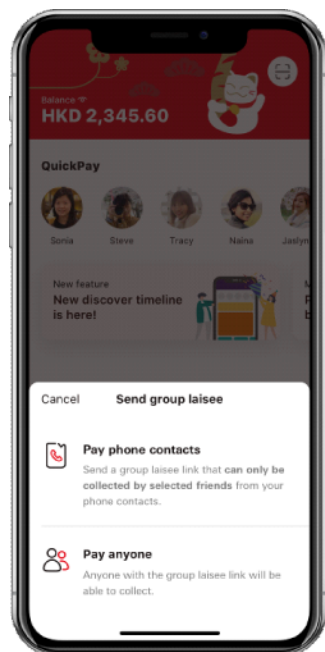 Balance
HKD 2,345.60
QuickPay
Sonia Steve Tracy Naina Jaslyn
New feature
New discover timeline
is here!
Cancel Send group laisee
Pay phone contacts
Send a group laisee link that can only be
collected by selected friends from your
phone contacts.
Pay anyone
Anyone with the group laisee link will be
able to collect.